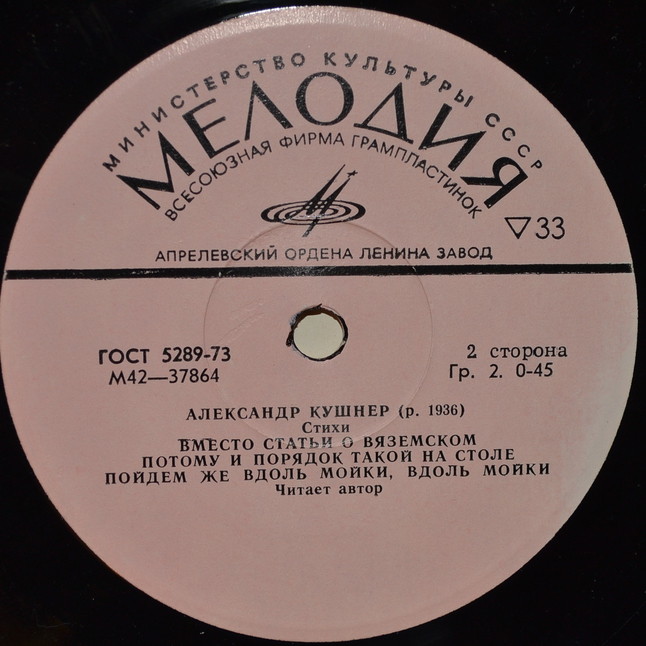 МИНИСТЕРСТВО КУЛЬТУРЫ СССР
МЕЛОДИЯ
ВСЕСОЮЗНАЯ ФИРМА ГРАМПЛАСТИНОК
33
АПРЕЛЕВСКИЙ ОРДЕНА ЛЕНИНА ЗАВОД
ГОСТ 5289-73
М42—37864
2 сторона
Гр. 2. 0-45
АЛЕКСАНДР КУШНЕР (р. 1936)
Стихи
ВМЕСТО СТАТЬИ О ВЯЗЕМСКОМ
ПОТОМУ И ПОРЯДОК ТАКОЙ НА СТОЛЕ
ПОЙДЕМ ЖЕ ВДОЛЬ МОЙКИ, ВДОЛЬ МОЙКИ
Читает автор